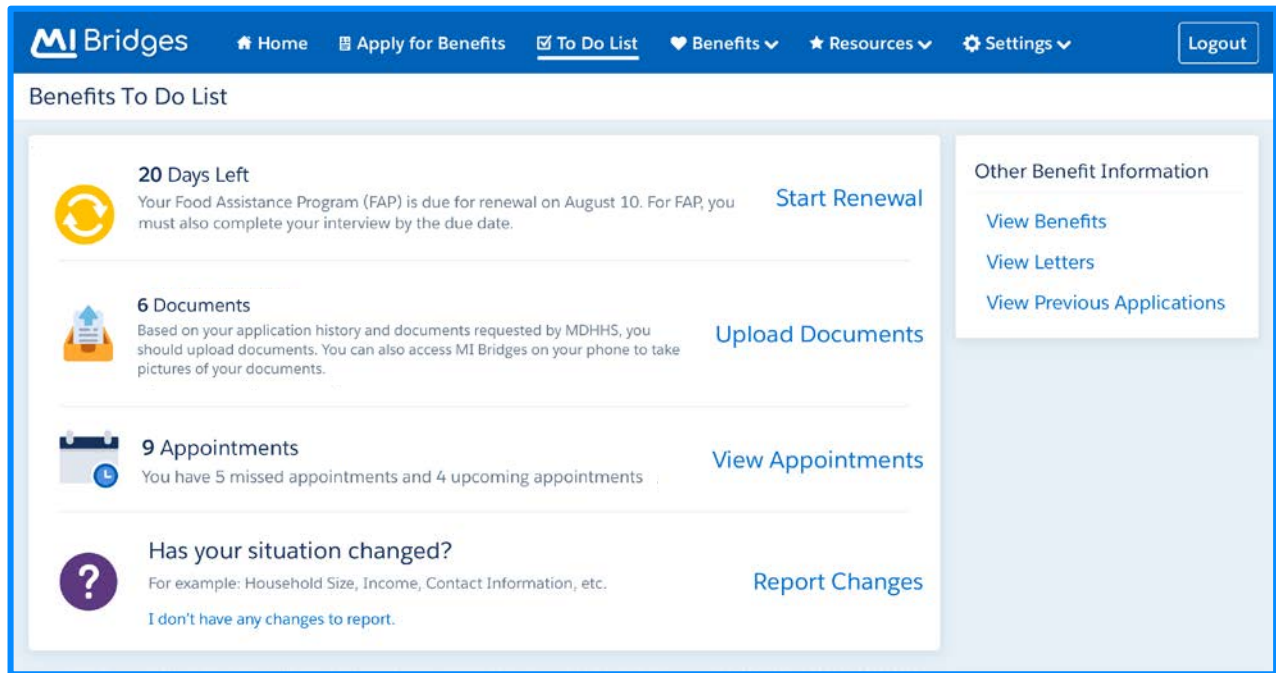 MI Bridges Home Apply for Benefits To Do List Benefits Resources Settings Logout
Benefits To Do List
20 Days Left
Your Food Assistance Program (FAP) is due for renewal on August 10. For FAP, you
must also complete your interview by the due date.
Start Renewal
6 Documents
Based on your application history and documents requested by MDHHS, you
should upload documents. You can also access MI Bridges on your phone to take
pictures of your documents.
Upload Documents
9 Appointments
You have 5 missed appointments and 4 upcoming appointments
View Appointments
?
Has your situation changed?
For example: Household Size, Income, Contact Information, etc.
I don't have any changes to report.
Report Changes
Other Benefit Information
View Benefits
View Letters
View Previous Applications